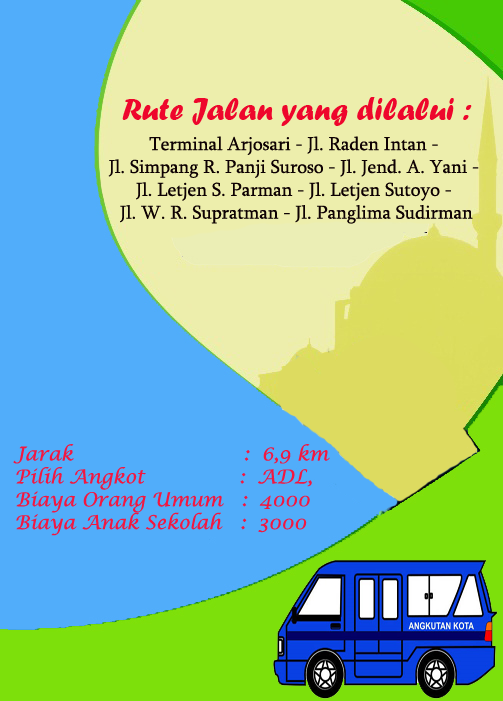 Rute Jalan yang dilalui :
Terminal Arjosari - Jl. Raden Intan -
Jl. Simpang R. Panji Suroso - Jl. Jend. A. Yani -
Jl. Letjen S. Parman - Jl. Letjen Sutoyo -
Jl. W. R. Supratman - Jl. Panglima Sudirman
Jarak : 6,9 km
Pilih Angkot : ADL,
Biaya Orang Umum : 4000
Biaya Anak Sekolah : 3000
ANGKUTAN KOTA